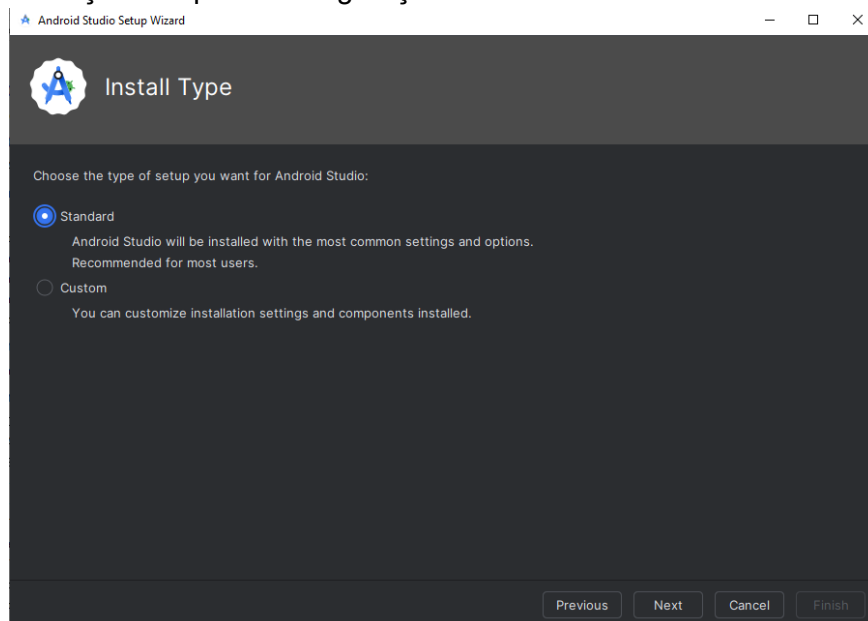 Android Studio Setup Wizard
Install Type
Choose the type of setup you want for Android Studio:
Standard
Android Studio will be installed with the most common settings and options.
Recommended for most users.
Custom
You can customize installation settings and components installed.
Previous Next Cancel Finish